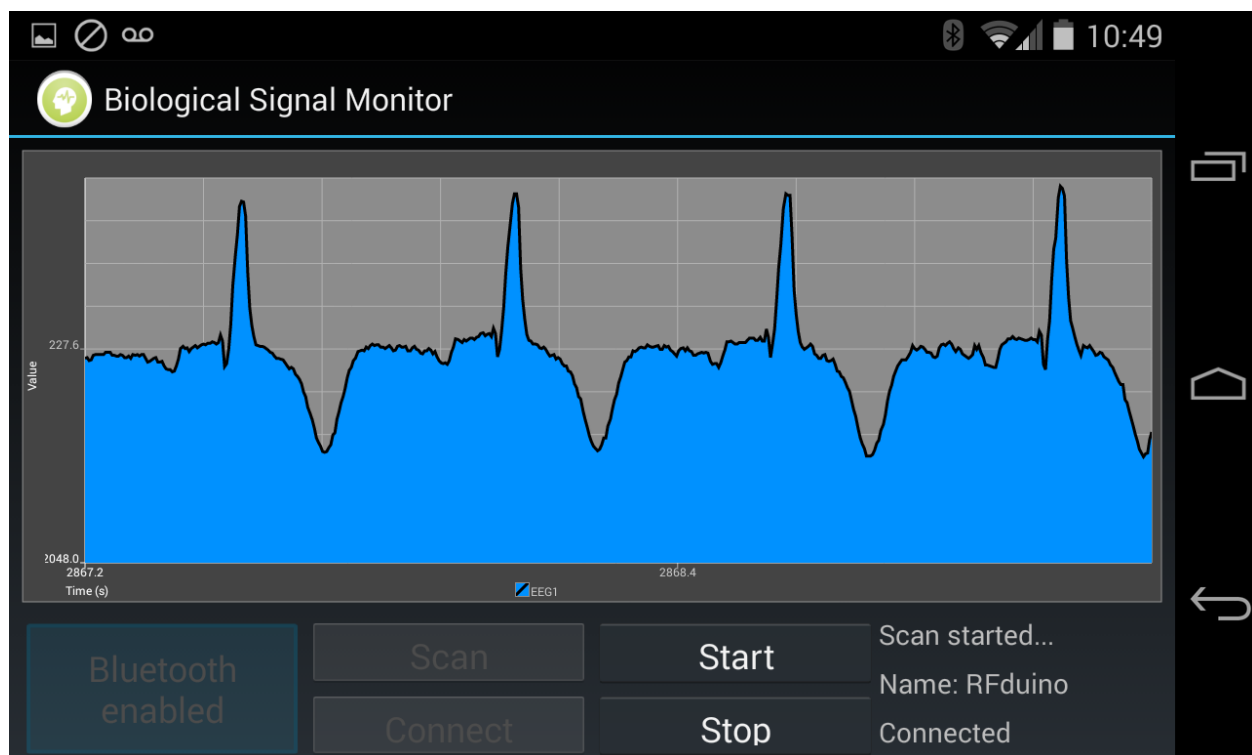 10:49
Biological Signal Monitor
227.6
Value
2048.0
2867.2
2868.4
Time (s)
EEG1
Bluetooth
enabled
Scan
Start
Connect
Stop
Scan started...
Name: RFduino
Connected